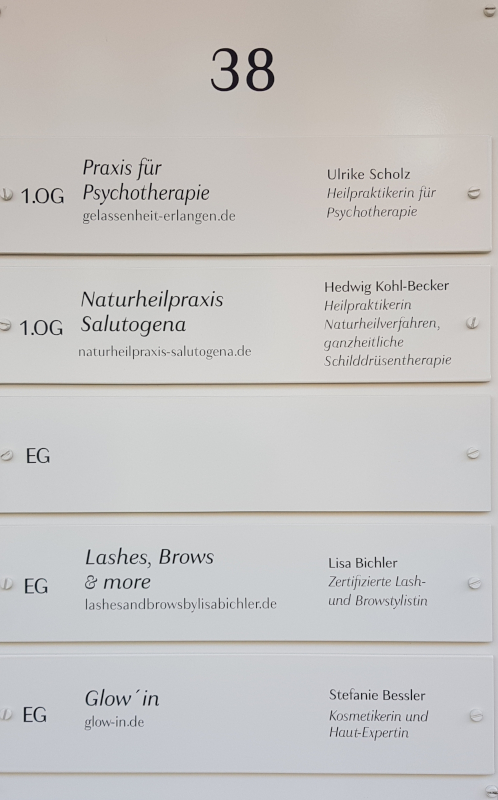 38
1.OG
Praxis für
Psychotherapie
gelassenheit-erlangen.de
Ulrike Scholz
Heilpraktikerin für
Psychotherapie
1.OG
Naturheilpraxis
Salutogena
naturheilpraxis-salutogena.de
Hedwig Kohl-Becker
Heilpraktikerin
Naturheilverfahren,
ganzheitliche
Schilddrüsentherapie
EG
EG
Lashes, Brows
& more
lashesandbrowsbylisabichler.de
Lisa Bichler
Zertifizierte Lash-
und Browstylistin
EG
Glow´in
glow-in.de
Stefanie Bessler
Kosmetikerin und
Haut-Expertin